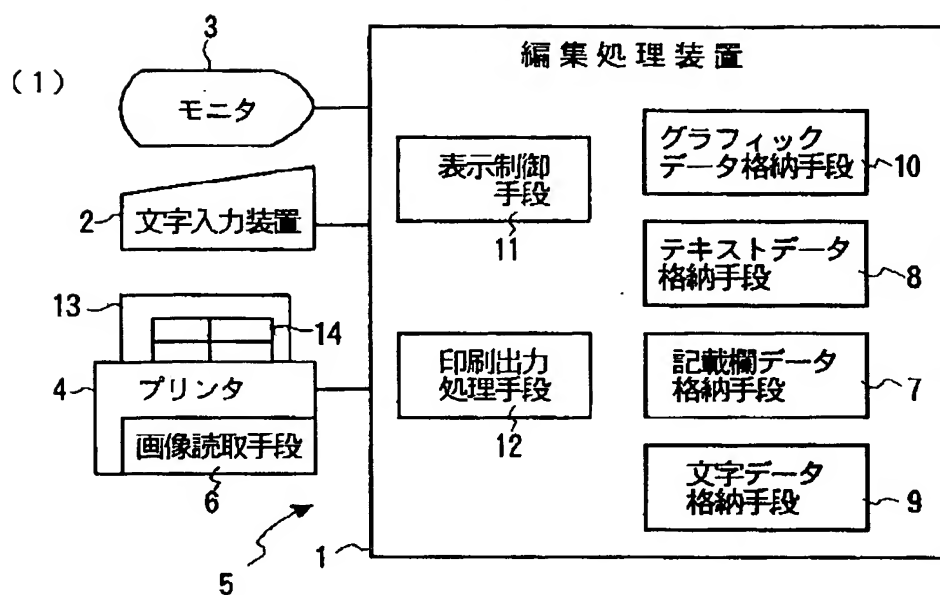 (1)
3
モニタ
2
文字入力装置
13
14
4
プリンタ
画像読取手段
6
5
1
編集処理装置
表示制御
手段
11
印刷出力
処理手段
12
グラフィック
データ格納手段
10
テキストデータ
格納手段
8
記載欄データ
格納手段
7
文字データ
格納手段
9